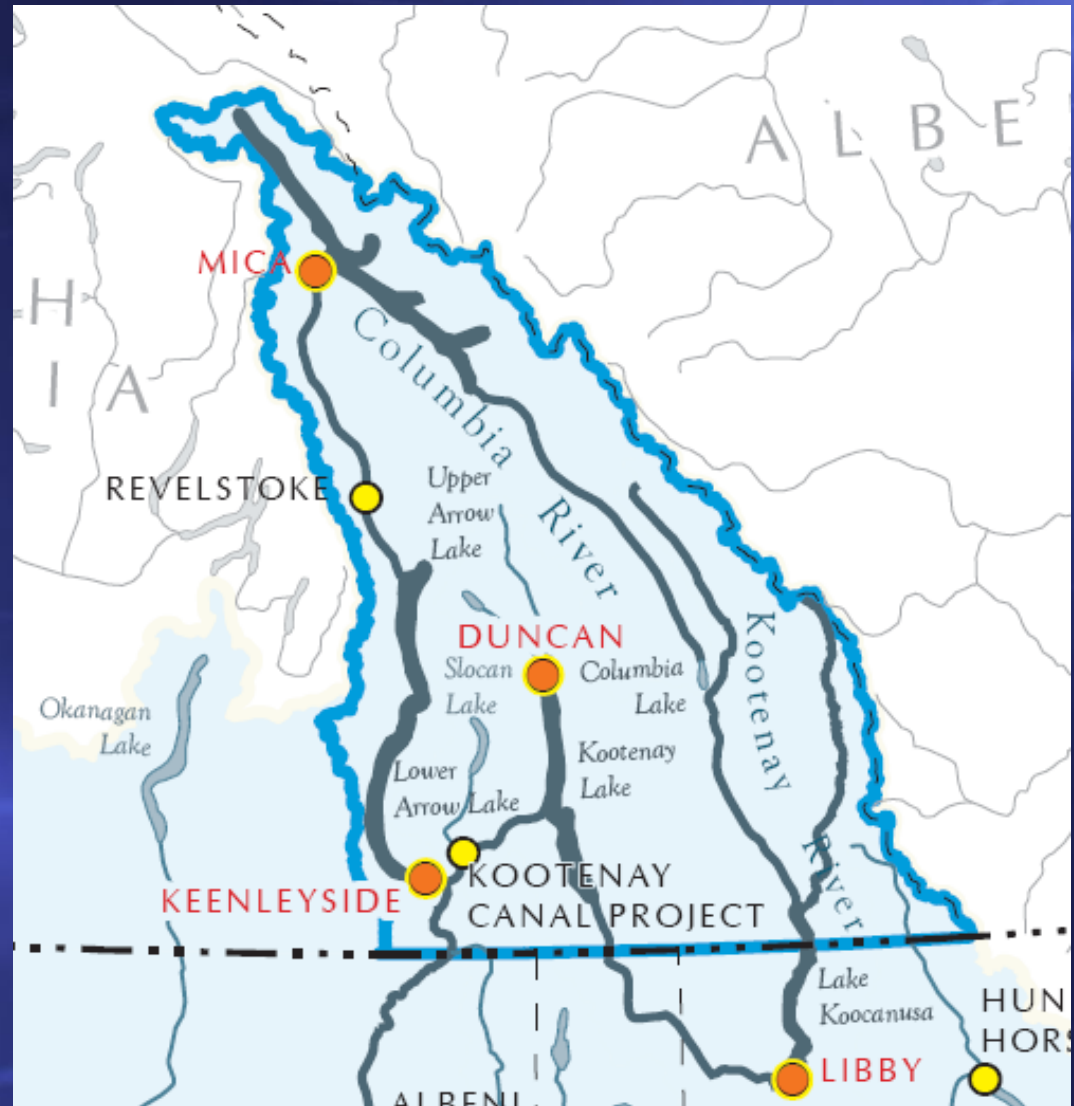 A L B E
MICA
H
I A
Columbia
River
REVELSTOKE
Upper
Arrow
Lake
DUNCAN
Slocan
Lake
Columbia
Lake
Kootenay
River
Okanagan
Lake
Kootenay
Lake
Lower
Arrow Lake
KEENLEYSIDE
KOOTENAY
CANAL PROJECT
Lake
Koocanusa
HUN
HORS
LIBBY
ALBENI